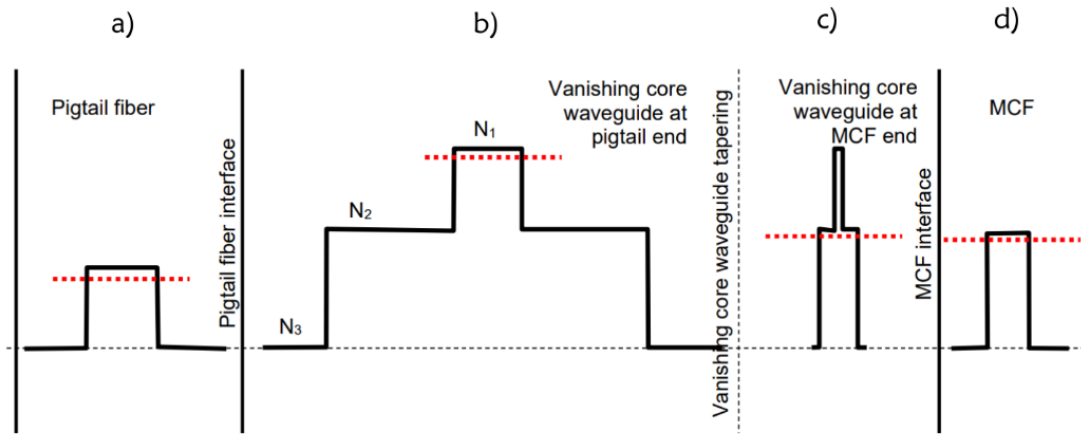 a)
b)
c)
d)
Pigtail fiber
Pigtail fiber interface
Vanishing core
waveguide at
pigtail end
N1
N2
N3
Vanishing core waveguide tapering
Vanishing core
waveguide at
MCF end
MCF interface
MCF